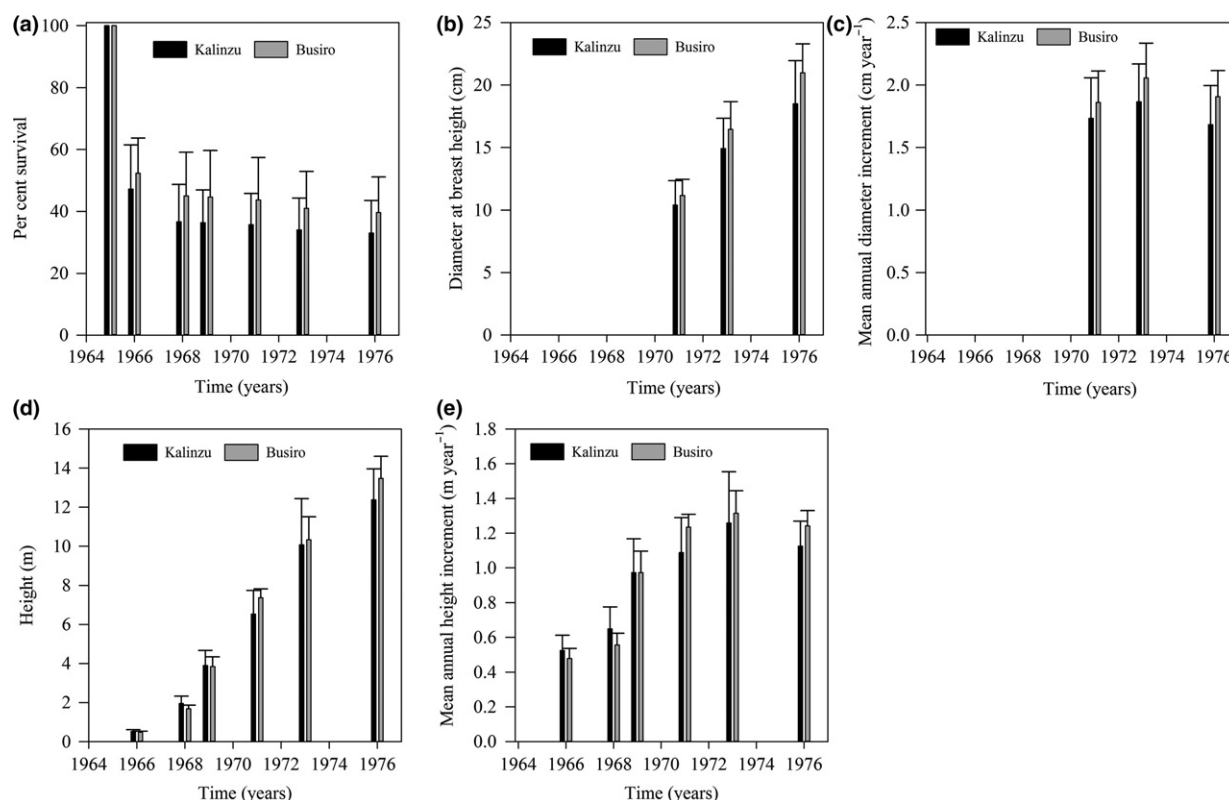 (a)
100
80
60
40
20
0
Per cent survival
Kalinzu Busiro
1964 1966 1968 1970 1972 1974 1976
Time (years)
(b)
25
20
15
10
5
0
Diameter at breast height (cm)
Kalinzu Busiro
1964 1966 1968 1970 1972 1974 1976
Time (years)
(c)
2.5
2.0
1.5
1.0
0.5
0.0
Mean annual diameter increment (cm year⁻¹)
Kalinzu Busiro
1964 1966 1968 1970 1972 1974 1976
Time (years)
(d)
16
14
12
10
8
6
4
2
0
Height (m)
Kalinzu Busiro
1964 1966 1968 1970 1972 1974 1976
Time (years)
(e)
1.8
1.6
1.4
1.2
1.0
0.8
0.6
0.4
0.2
0.0
Mean annual height increment (m year⁻¹)
Kalinzu Busiro
1964 1966 1968 1970 1972 1974 1976
Time (years)